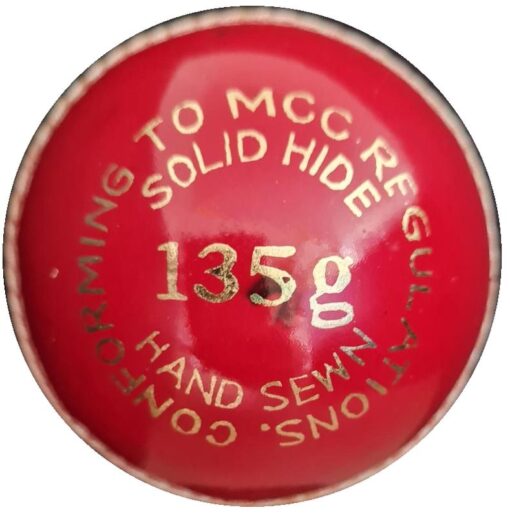 CONFORMING TO MCC REGULATIONS.
SOLID HIDE
135g
HAND SEWN